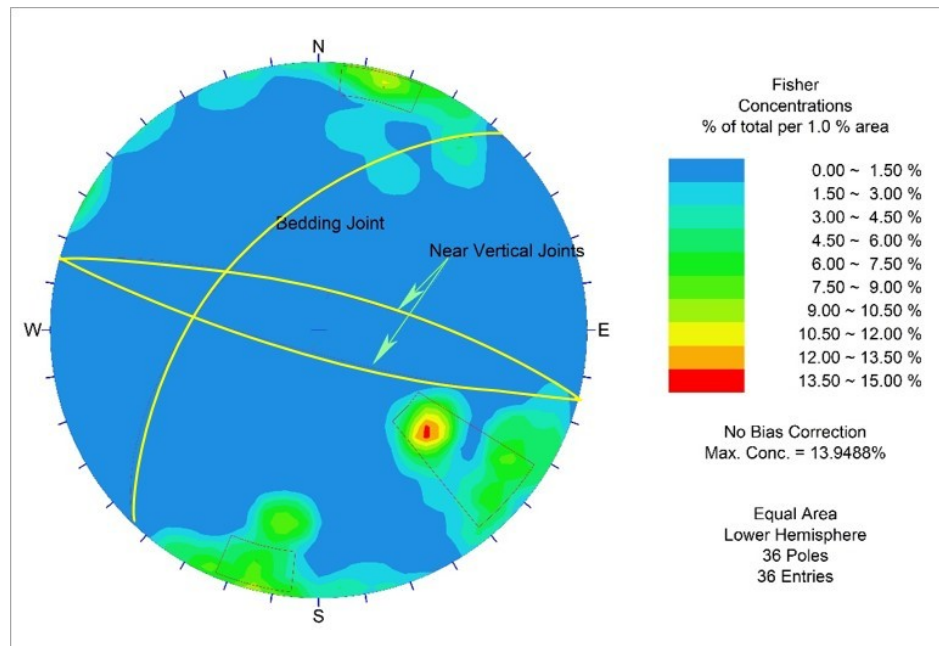 N
Bedding Joint
Near Vertical Joints
W
E
S
Fisher
Concentrations
% of total per 1.0 % area
0.00 ~ 1.50 %
1.50 ~ 3.00 %
3.00 ~ 4.50 %
4.50 ~ 6.00 %
6.00 ~ 7.50 %
7.50 ~ 9.00 %
9.00 ~ 10.50 %
10.50 ~ 12.00 %
12.00 ~ 13.50 %
13.50 ~ 15.00 %
No Bias Correction
Max. Conc. = 13.9488%
Equal Area
Lower Hemisphere
36 Poles
36 Entries